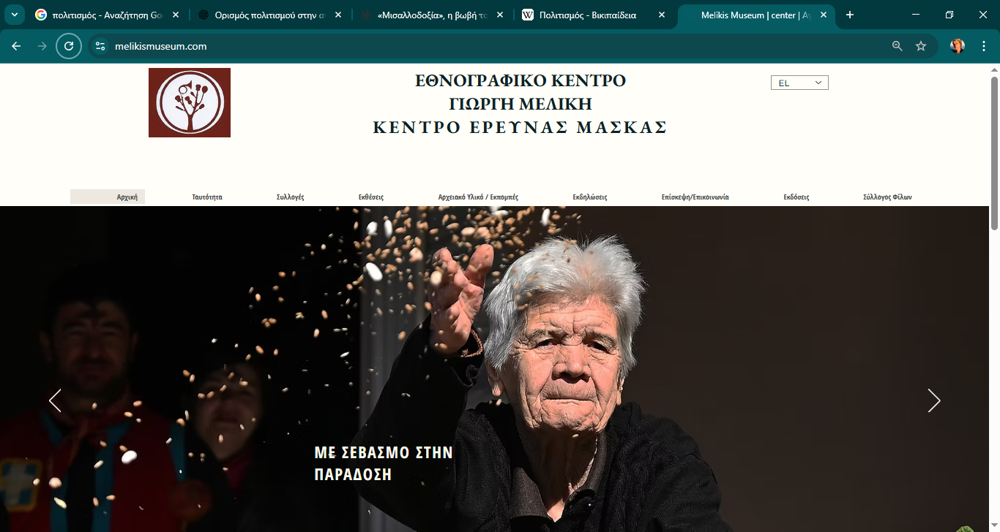 πολιτισμός - Αναζήτηση Go
Ορισμός πολιτισμού στην α
«Μισαλλοδοξία», η βωβή το
Πολιτισμός - Βικιπαίδεια
Melikis Museum | center | Αγ
melikismuseum.com
ΕΘΝΟΓΡΑΦΙΚΟ ΚΕΝΤΡΟ
ΓΙΩΡΓΗ ΜΕΛΙΚΗ
ΚΕΝΤΡΟ ΕΡΕΥΝΑΣ ΜΑΣΚΑΣ
EL
Αρχική Ταυτότητα Συλλογές Εκθέσεις Αρχειακό Υλικό / Εκπομπές Εκδηλώσεις Επίσκεψη/Επικοινωνία Εκδόσεις Σύλλογος Φίλων
ΜΕ ΣΕΒΑΣΜΟ ΣΤΗΝ
ΠΑΡΑΔΟΣΗ